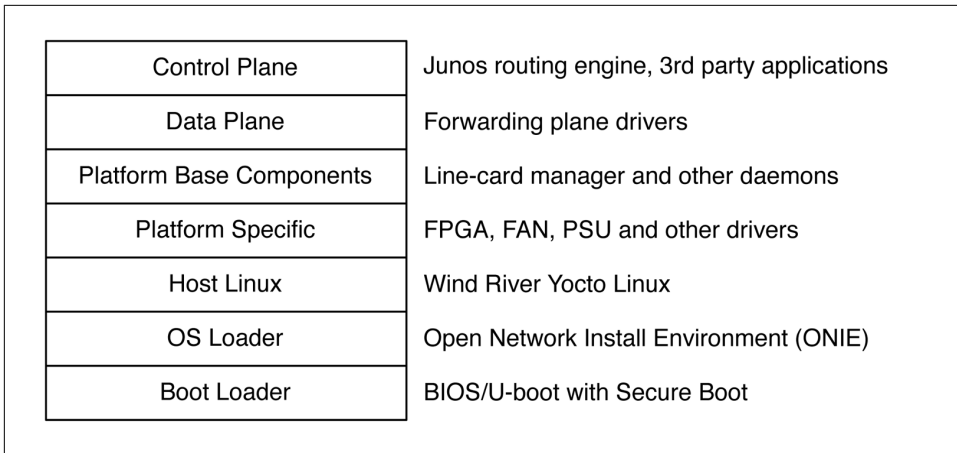 Control Plane Junos routing engine, 3rd party applications
Data Plane Forwarding plane drivers
Platform Base Components Line-card manager and other daemons
Platform Specific FPGA, FAN, PSU and other drivers
Host Linux Wind River Yocto Linux
OS Loader Open Network Install Environment (ONIE)
Boot Loader BIOS/U-boot with Secure Boot